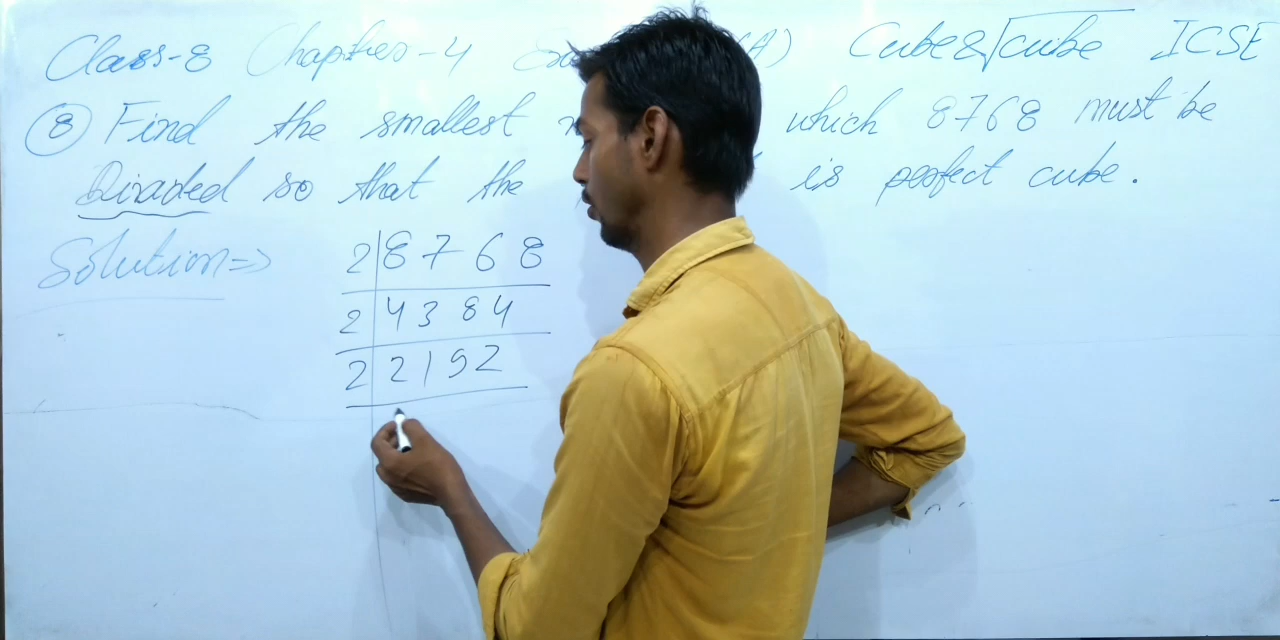 Class-8 Chapter-4 (A) Cube & √cube ICSE
⑧ Find the smallest which 8768 must be
Divided so that the is perfect cube.
Solution⇒ 2|8768
2 4384
2 2192